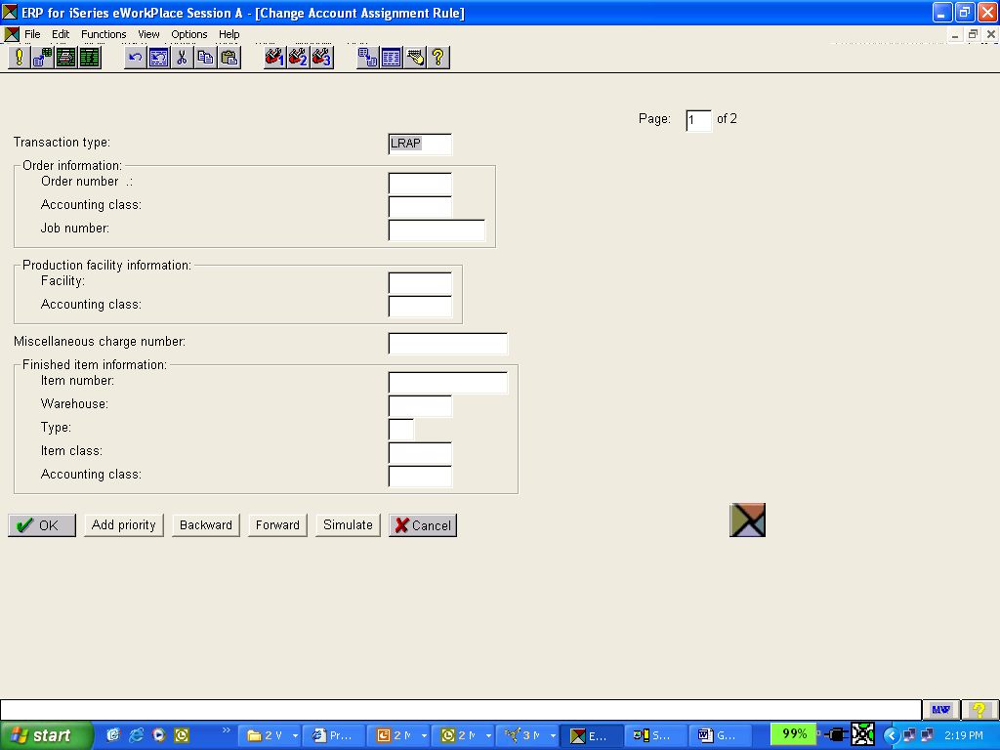 ERP for iSeries eWorkPlace Session A - [Change Account Assignment Rule]
File Edit Functions View Options Help
1 2 3 ?
Page: 1 of 2
Transaction type: LRAP
Order information:
Order number .:
Accounting class:
Job number:
Production facility information:
Facility:
Accounting class:
Miscellaneous charge number:
Finished item information:
Item number:
Warehouse:
Type:
Item class:
Accounting class:
OK Add priority Backward Forward Simulate Cancel
MW ?
start 2 Pr... 2 2 3 E... S... G... 99% 2:19 PM